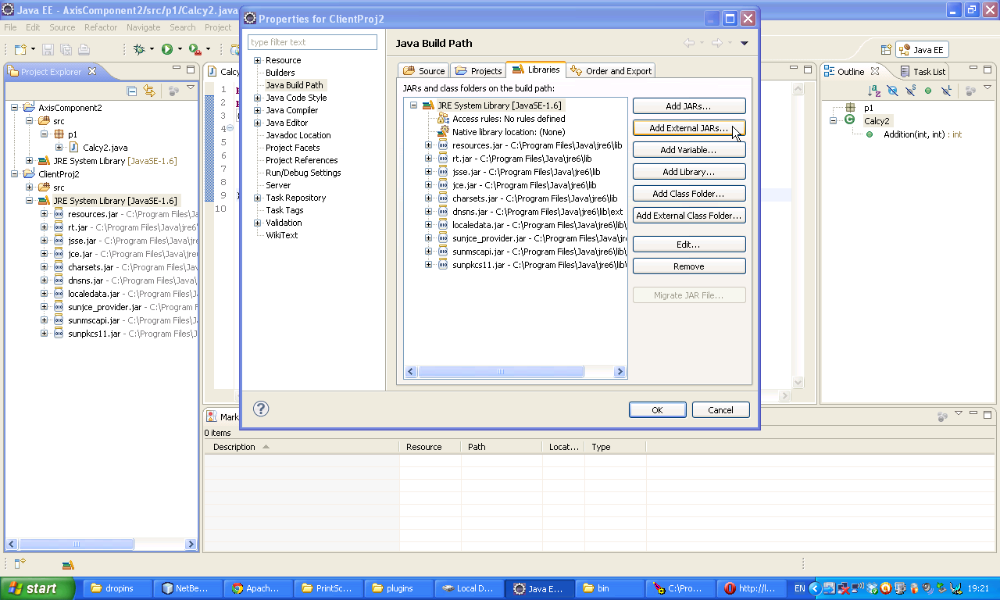 Java EE - AxisComponent2/src/p1/Calcy2.java
File Edit Source Refactor Navigate Search Project
Java EE
Project Explorer
AxisComponent2
src
p1
Calcy2.java
JRE System Library [JavaSE-1.6]
ClientProj2
src
JRE System Library [JavaSE-1.6]
resources.jar - C:\Program Files\Java\
rt.jar - C:\Program Files\Java\jre6\
jsse.jar - C:\Program Files\Java\jre
jce.jar - C:\Program Files\Java\jre6
charsets.jar - C:\Program Files\Java
dnsns.jar - C:\Program Files\Java\j
localedata.jar - C:\Program Files\Ja
sunjce_provider.jar - C:\Program Fi
sunmscapi.jar - C:\Program Files\Ja
sunpkcs11.jar - C:\Program Files\Ja
Calcy
4
5
6
7
8
9
10
Properties for ClientProj2
type filter text
Resource
Builders
Java Build Path
Java Code Style
Java Compiler
Java Editor
Javadoc Location
Project Facets
Project References
Run/Debug Settings
Server
Task Repository
Task Tags
Validation
WikiText
Java Build Path
Source Projects Libraries Order and Export
JARs and class folders on the build path:
JRE System Library [JavaSE-1.6]
Access rules: No rules defined
Native library location: (None)
resources.jar - C:\Program Files\Java\jre6\lib
rt.jar - C:\Program Files\Java\jre6\lib
jsse.jar - C:\Program Files\Java\jre6\lib
jce.jar - C:\Program Files\Java\jre6\lib
charsets.jar - C:\Program Files\Java\jre6\lib
dnsns.jar - C:\Program Files\Java\jre6\lib\ext
localedata.jar - C:\Program Files\Java\jre6\lib\
sunjce_provider.jar - C:\Program Files\Java\jre6
sunmscapi.jar - C:\Program Files\Java\jre6\lib\
sunpkcs11.jar - C:\Program Files\Java\jre6\lib\
Add JARs...
Add External JARs...
Add Variable...
Add Library...
Add Class Folder...
Add External Class Folder...
Edit...
Remove
Migrate JAR File...
OK Cancel
Outline Task List
p1
Calcy2
Addition(int, int) : int
Mark
0 items
Description Resource Path Locat... Type
start dropins NetBe... Apach... PrintSc... plugins Local D... Java E... bin C:\Pro... http://l... EN 19:21